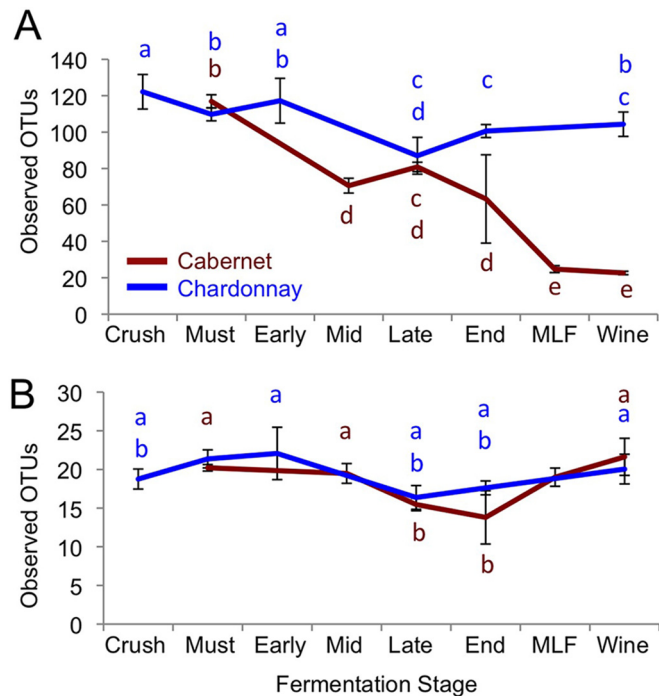 A
Observed OTUs
140
120
100
80
60
40
20
0
a
b
b
a
b
c
d
c
b
c
d
c
d
d
e
e
Cabernet
Chardonnay
Crush Must Early Mid Late End MLF Wine
B
Observed OTUs
30
25
20
15
10
5
0
a
b
a
a
a
a
b
b
a
b
b
a
a
Crush Must Early Mid Late End MLF Wine
Fermentation Stage